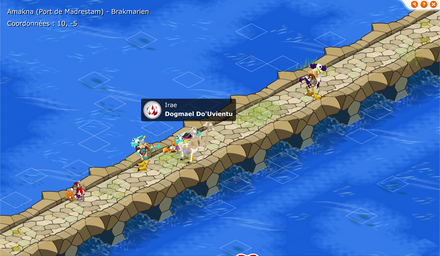 Amakna (Port de Madrestam) - Brakmarien
Coordonnées : 10, -5
Irae
Dogmael Do'Uvientu